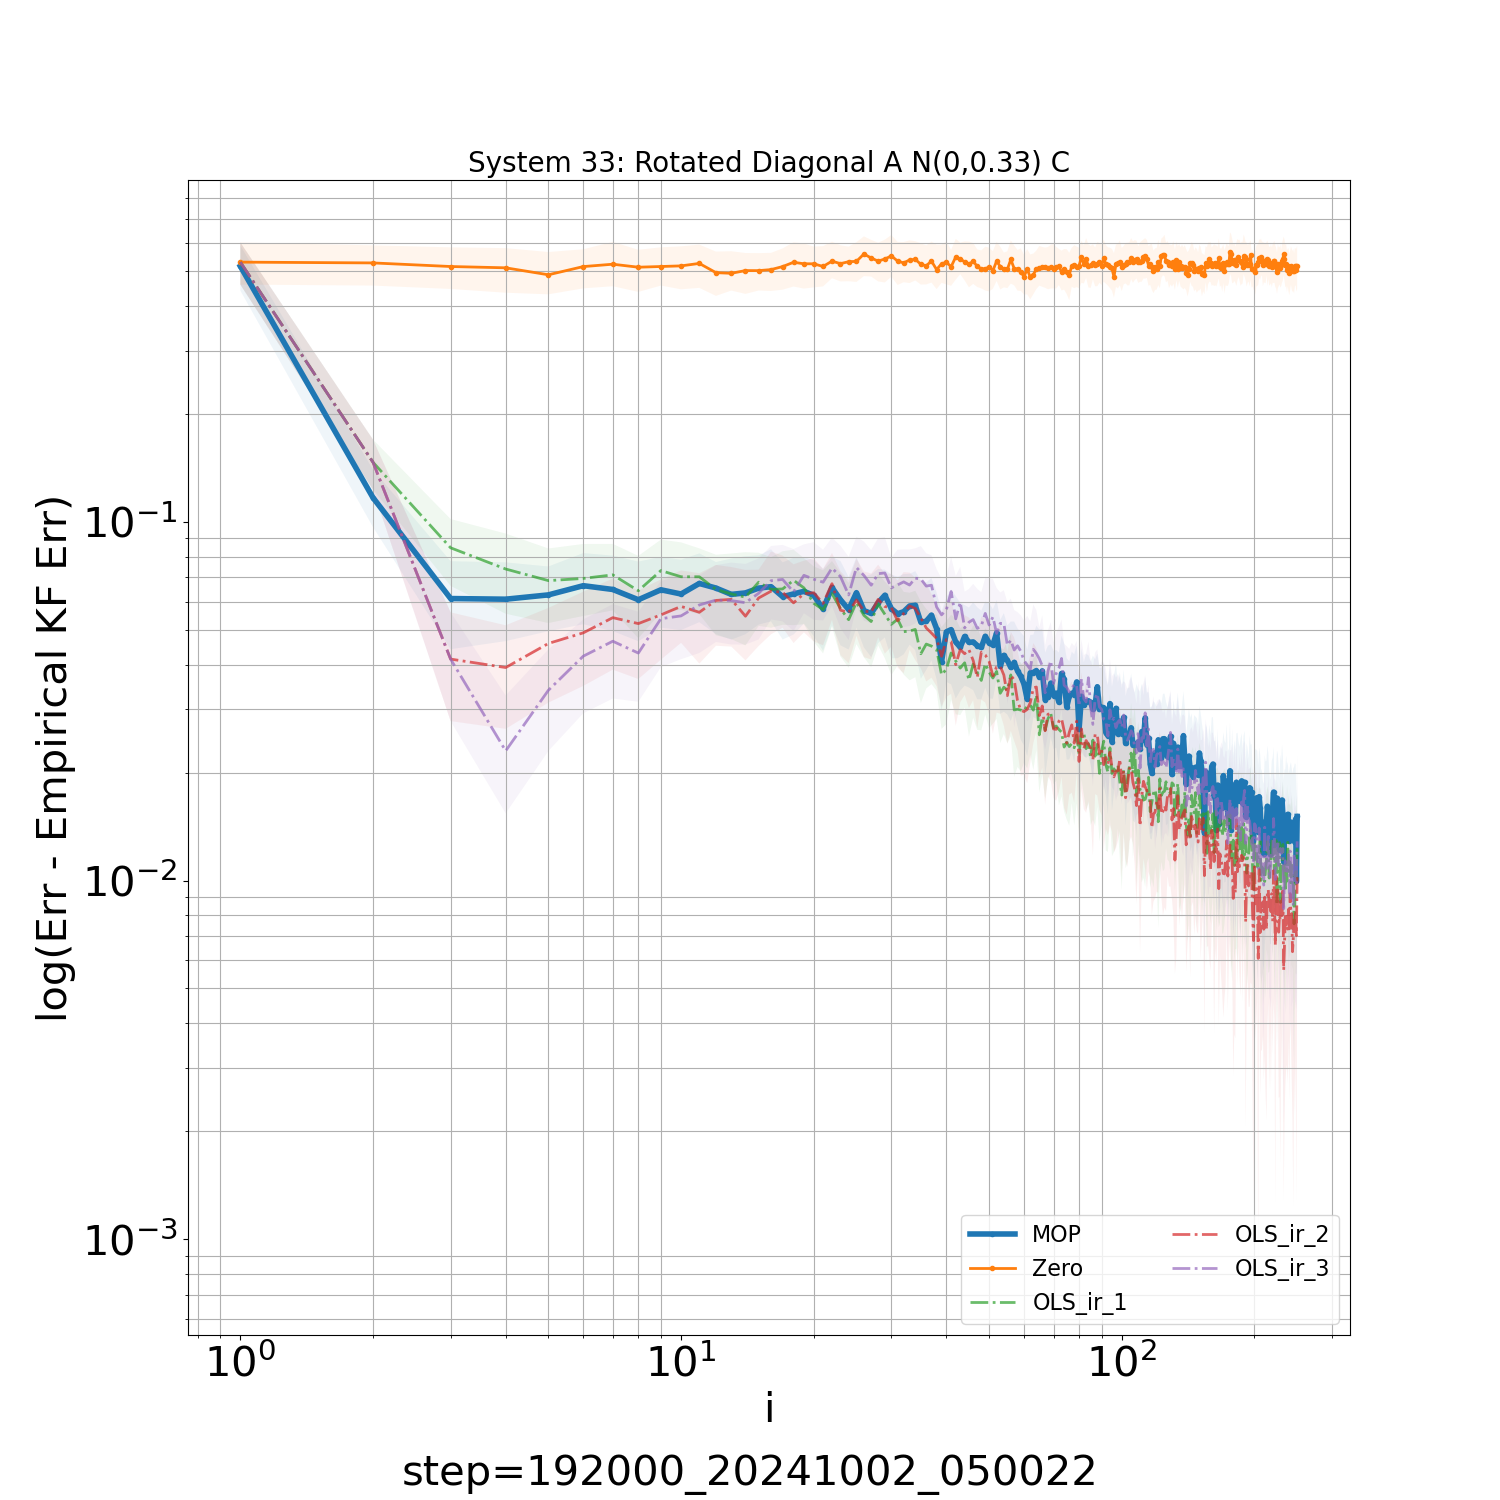 System 33: Rotated Diagonal A N(0,0.33) C
log(Err - Empirical KF Err)
10⁻¹
10⁻²
10⁻³
MOP
Zero
OLS_ir_1
OLS_ir_2
OLS_ir_3
10⁰
10¹
10²
i
step=192000_20241002_050022